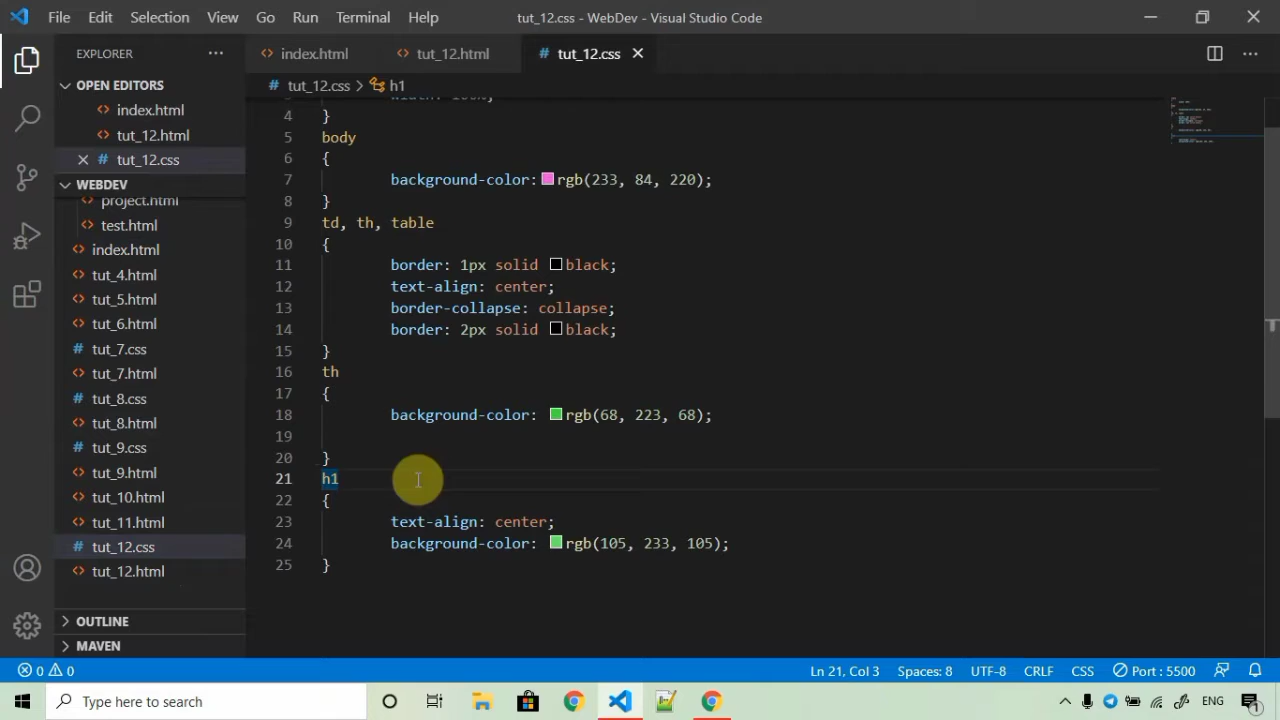 File Edit Selection View Go Run Terminal Help tut_12.css - WebDev - Visual Studio Code
EXPLORER
OPEN EDITORS
index.html
tut_12.html
tut_12.css
WEBDEV
project.html
test.html
index.html
tut_4.html
tut_5.html
tut_6.html
tut_7.css
tut_7.html
tut_8.css
tut_8.html
tut_9.css
tut_9.html
tut_10.html
tut_11.html
tut_12.css
tut_12.html
OUTLINE
MAVEN
index.html tut_12.html tut_12.css
tut_12.css > h1
4 }
5 body
6 {
7 background-color: rgb(233, 84, 220);
8 }
9 td, th, table
10 {
11 border: 1px solid black;
12 text-align: center;
13 border-collapse: collapse;
14 border: 2px solid black;
15 }
16 th
17 {
18 background-color: rgb(68, 223, 68);
19
20 }
21 h1
22 {
23 text-align: center;
24 background-color: rgb(105, 233, 105);
25 }
0 0 Ln 21, Col 3 Spaces: 8 UTF-8 CRLF CSS Port : 5500
Type here to search ENG 1